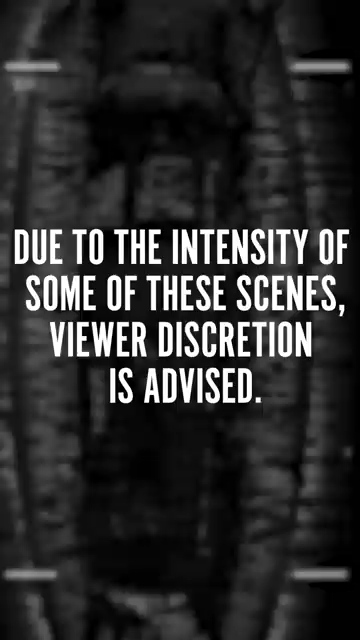 DUE TO THE INTENSITY OF
SOME OF THESE SCENES,
VIEWER DISCRETION
IS ADVISED.